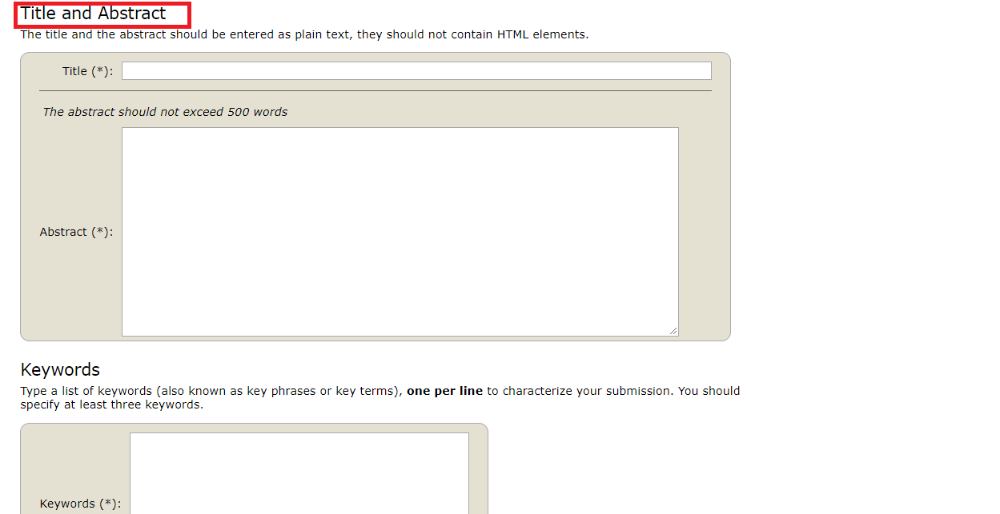 Title and Abstract
The title and the abstract should be entered as plain text, they should not contain HTML elements.
Title (*):
The abstract should not exceed 500 words
Abstract (*):
Keywords
Type a list of keywords (also known as key phrases or key terms), one per line to characterize your submission. You should
specify at least three keywords.
Keywords (*):